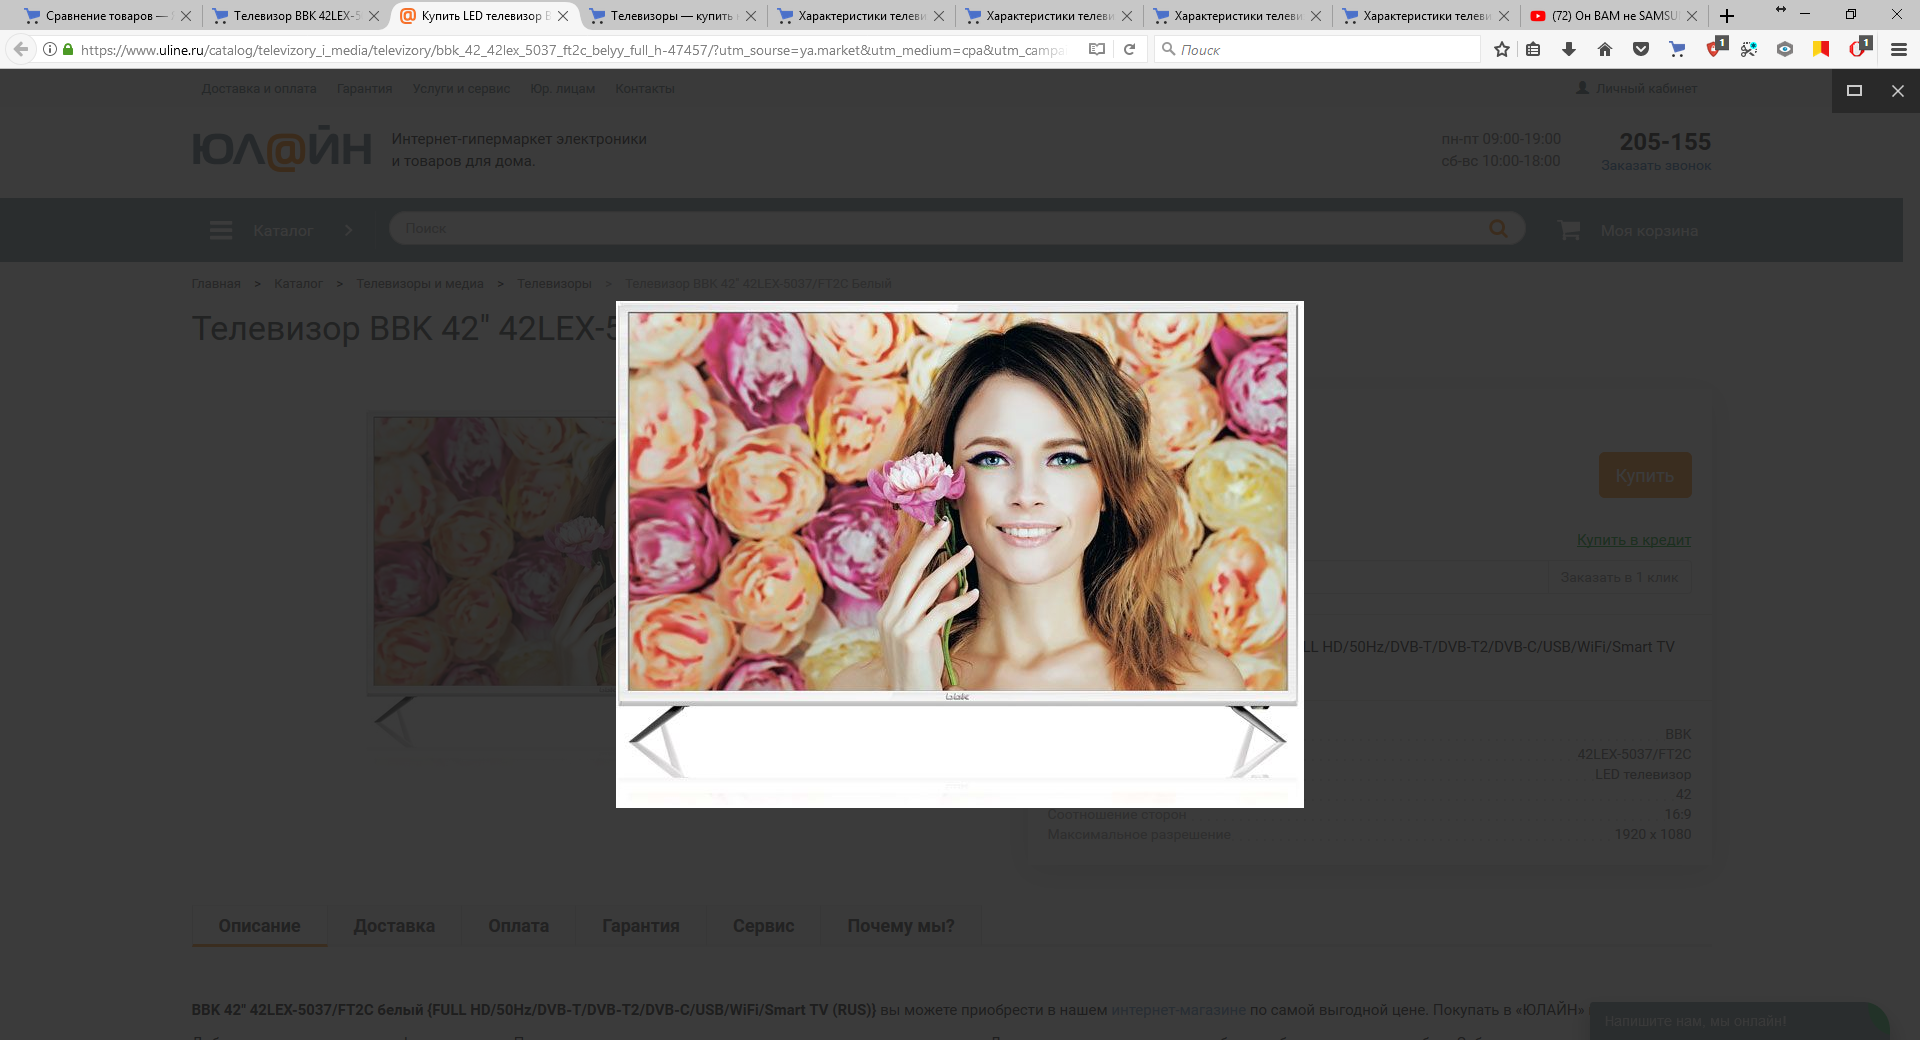 Сравнение товаров —
Телевизор BBK 42LEX-5
Купить LED телевизор B
Телевизоры — купить
Характеристики телеви
Характеристики телеви
Характеристики телеви
Характеристики телеви
(72) Он ВАМ не SAMSU
https://www.uline.ru/catalog/televizory_i_media/televizory/bbk_42_42lex_5037_ft2c_belyy_full_h-47457/?utm_sourse=ya.market&utm_medium=cpa&utm_campa
Поиск
1
1
Доставка и оплата
Гарантия
Услуги и сервис
Юр. лицам
Контакты
Личный кабинет
ЮЛ@ЙН
Интернет-гипермаркет электроники
и товаров для дома.
пн-пт 09:00-19:00
сб-вс 10:00-18:00
205-155
Заказать звонок
Каталог
Поиск
Моя корзина
Главная > Каталог > Телевизоры и медиа > Телевизоры > Телевизор BBK 42" 42LEX-5037/FT2C Белый
Телевизор BBK 42" 42LEX-5
Купить
Купить в кредит
Заказать в 1 клик
LL HD/50Hz/DVB-T/DVB-T2/DVB-C/USB/WiFi/Smart TV
bbk
BBK
42LEX-5037/FT2C
LED телевизор
42
Соотношение сторон 16:9
Максимальное разрешение 1920 x 1080
Описание
Доставка
Оплата
Гарантия
Сервис
Почему мы?
BBK 42" 42LEX-5037/FT2C белый {FULL HD/50Hz/DVB-T/DVB-T2/DVB-C/USB/WiFi/Smart TV (RUS)} вы можете приобрести в нашем интернет-магазине по самой выгодной цене. Покупать в «ЮЛАЙН»
Напишите нам, мы онлайн!